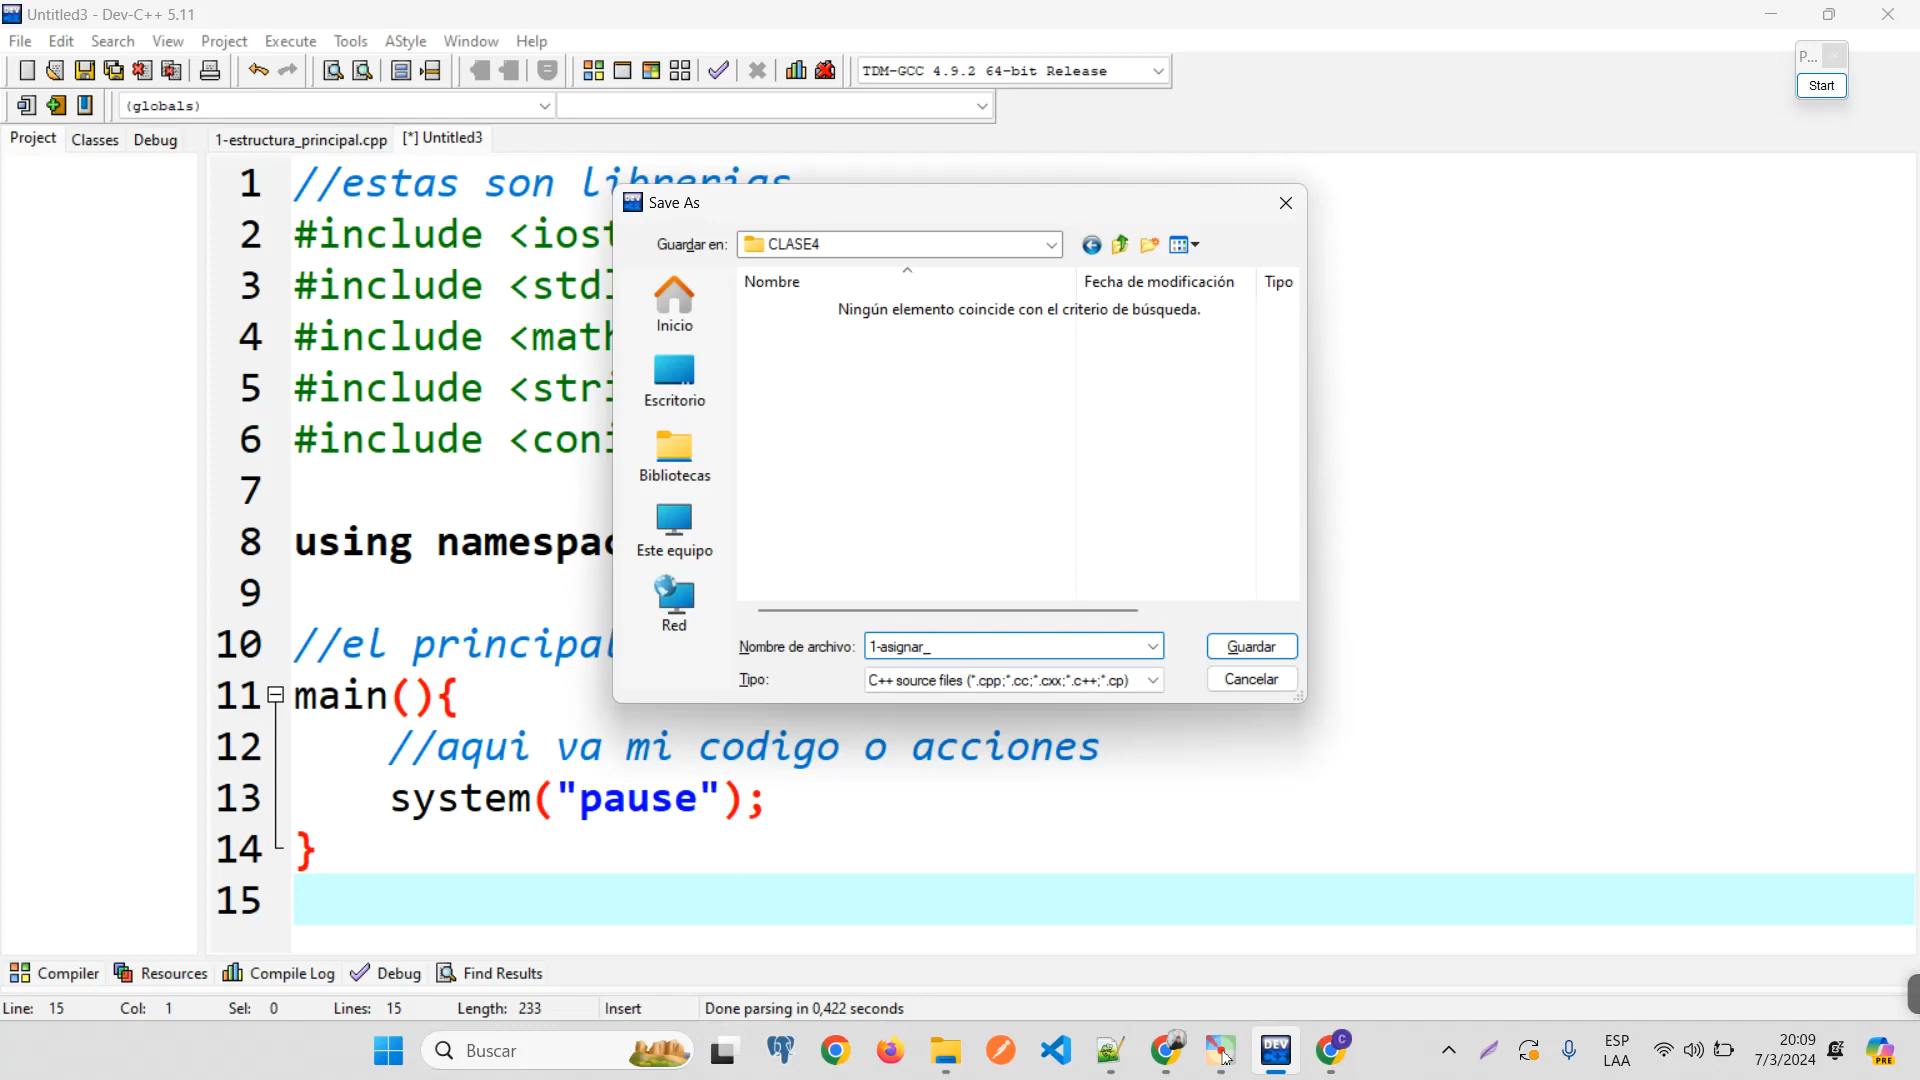 Untitled3 - Dev-C++ 5.11
File Edit Search View Project Execute Tools AStyle Window Help
P...
Start
TDM-GCC 4.9.2 64-bit Release
(globals)
Project Classes Debug
1-estructura_principal.cpp [*] Untitled3
1 //estas son librerias
2 #include <iost
3 #include <stdl
4 #include <math
5 #include <stri
6 #include <coni
7
8 using namespac
9
10 //el principal
11 main(){
12 //aqui va mi codigo o acciones
13 system("pause");
14 }
15
Save As
Guardar en: CLASE4
Nombre Fecha de modificación Tipo
Ningún elemento coincide con el criterio de búsqueda.
Inicio
Escritorio
Bibliotecas
Este equipo
Red
Nombre de archivo: 1-asignar_ Guardar
Tipo: C++ source files (*.cpp;*.cc;*.cxx;*.c++;*.cp) Cancelar
Compiler Resources Compile Log Debug Find Results
Line: 15 Col: 1 Sel: 0 Lines: 15 Length: 233 Insert Done parsing in 0,422 seconds
Buscar
DEV
C
ESP
LAA
20:09
7/3/2024
PRE